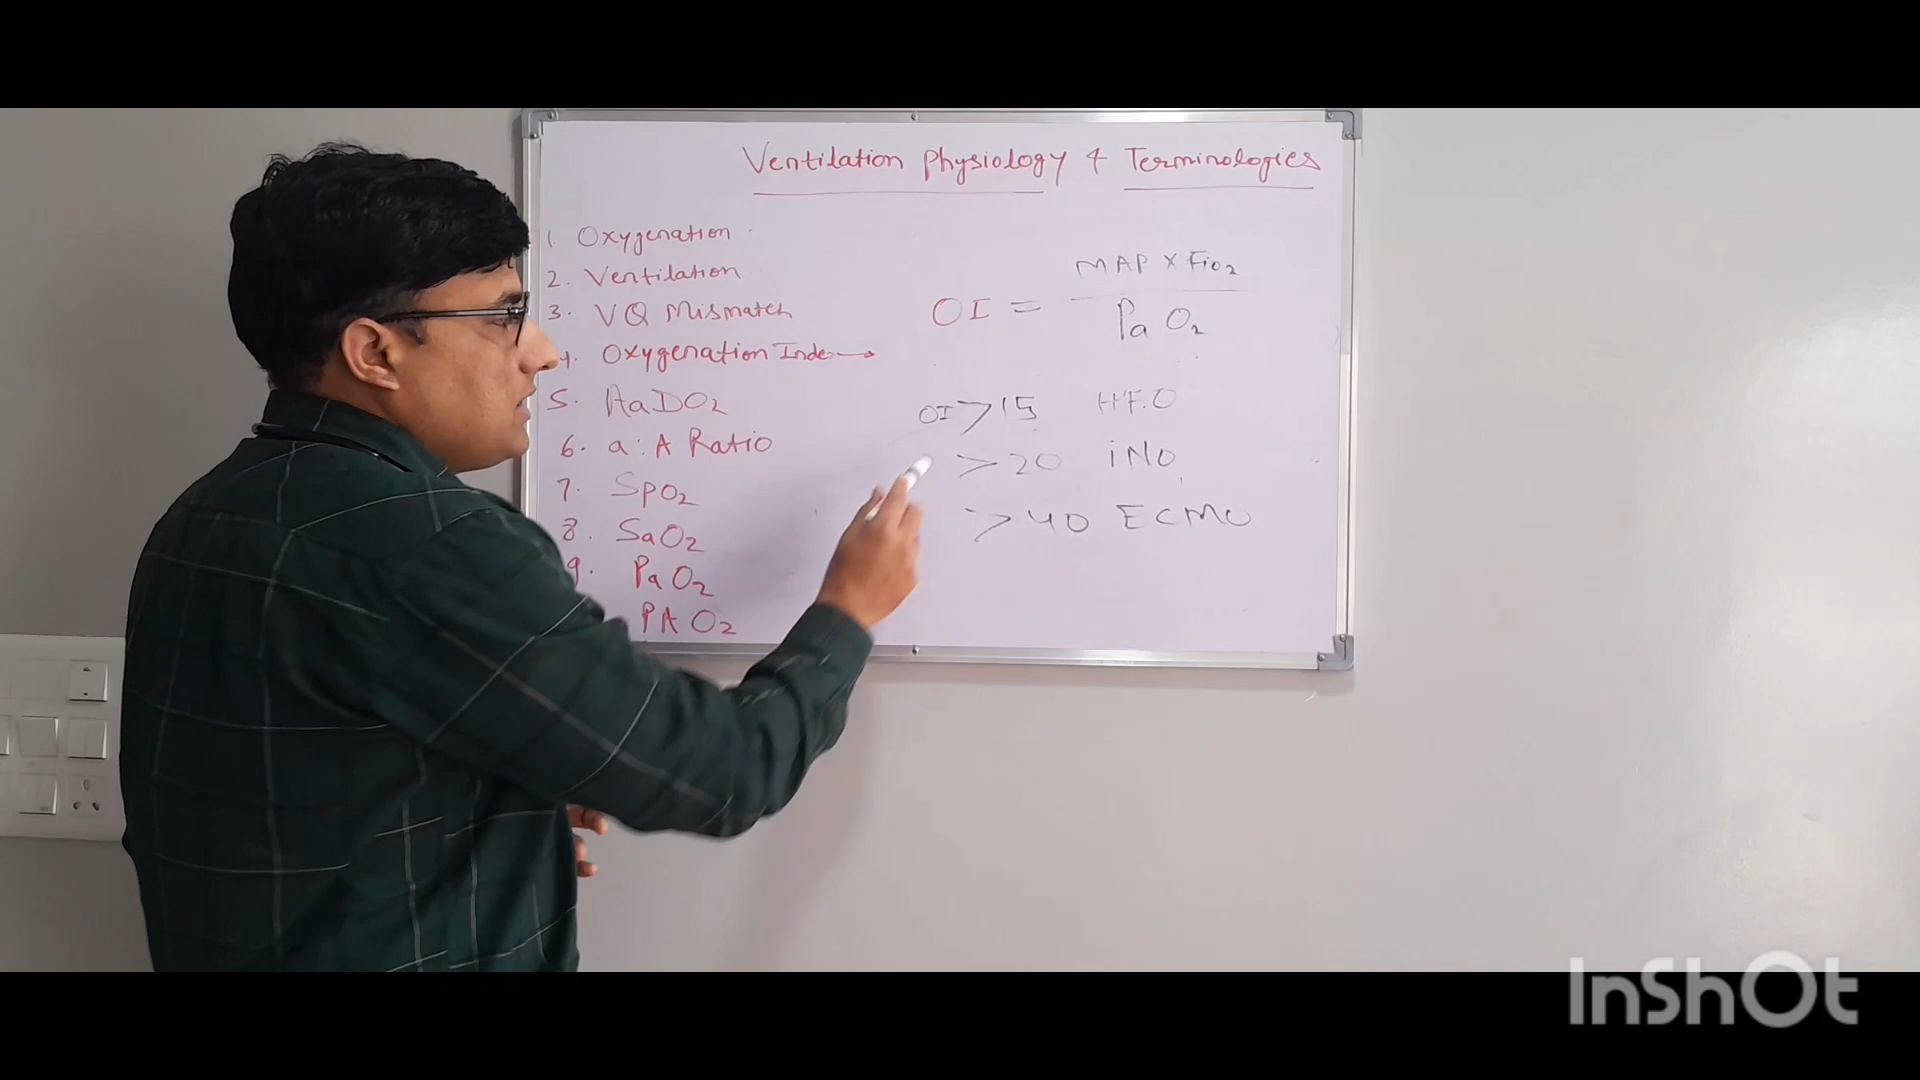 Ventilation Physiology & Terminologies
1. Oxygenation
2. Ventilation
3. VQ Mismatch
4. Oxygenation Index →
5. AaDO2
6. a:A Ratio
7. SpO2
8. SaO2
9. PaO2
PAO2
MAP X FiO2
OI =
PaO2
OI > 15 HFO
> 20 iNO
> 40 ECMO
InShOt